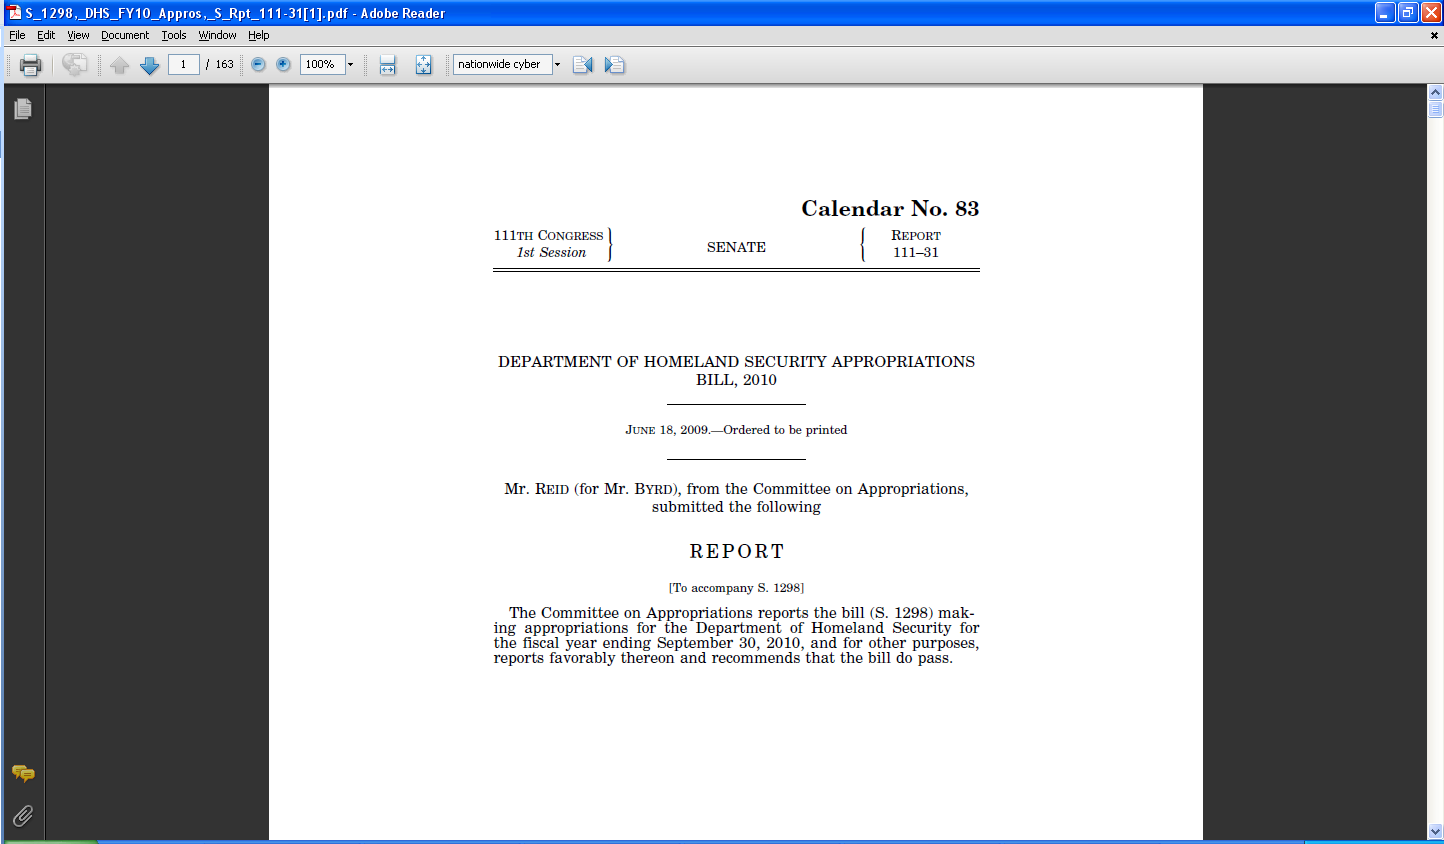 S_1298,_DHS_FY10_Appros,_S_Rpt_111-31[1].pdf - Adobe Reader
File Edit View Document Tools Window Help
1 / 163 100% nationwide cyber
Calendar No. 83
111TH CONGRESS
1st Session
SENATE
REPORT
111–31
DEPARTMENT OF HOMELAND SECURITY APPROPRIATIONS
BILL, 2010
JUNE 18, 2009.—Ordered to be printed
Mr. REID (for Mr. BYRD), from the Committee on Appropriations,
submitted the following
REPORT
[To accompany S. 1298]
The Committee on Appropriations reports the bill (S. 1298) mak-
ing appropriations for the Department of Homeland Security for
the fiscal year ending September 30, 2010, and for other purposes,
reports favorably thereon and recommends that the bill do pass.